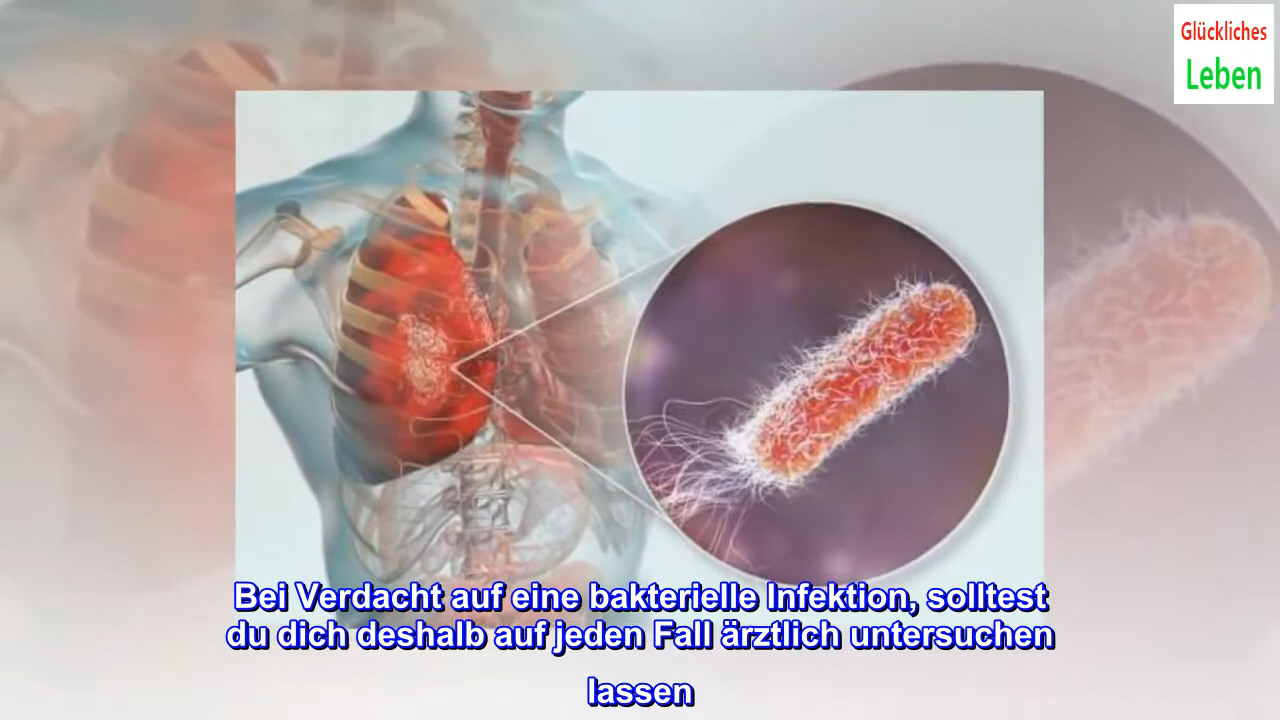 Glückliches
Leben
Bei Verdacht auf eine bakterielle Infektion, solltest
du dich deshalb auf jeden Fall ärztlich untersuchen
lassen